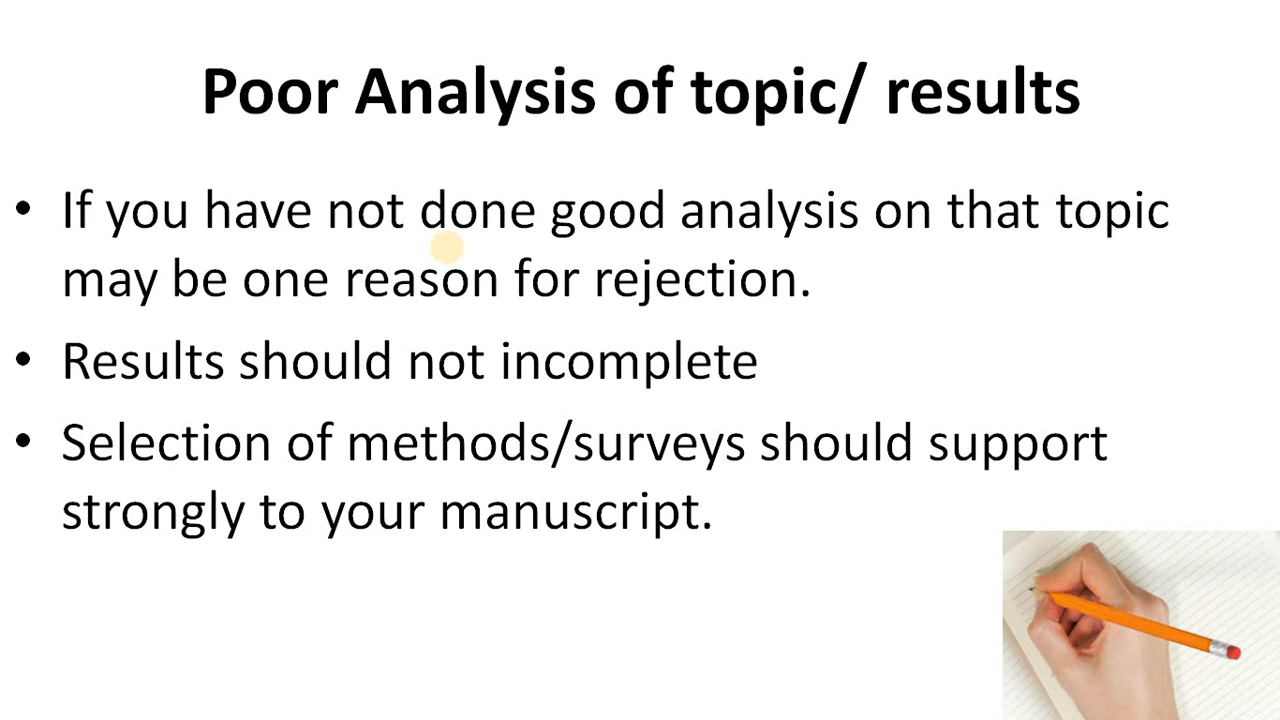 Poor Analysis of topic/ results
• If you have not done good analysis on that topic
may be one reason for rejection.
• Results should not incomplete
• Selection of methods/surveys should support
strongly to your manuscript.